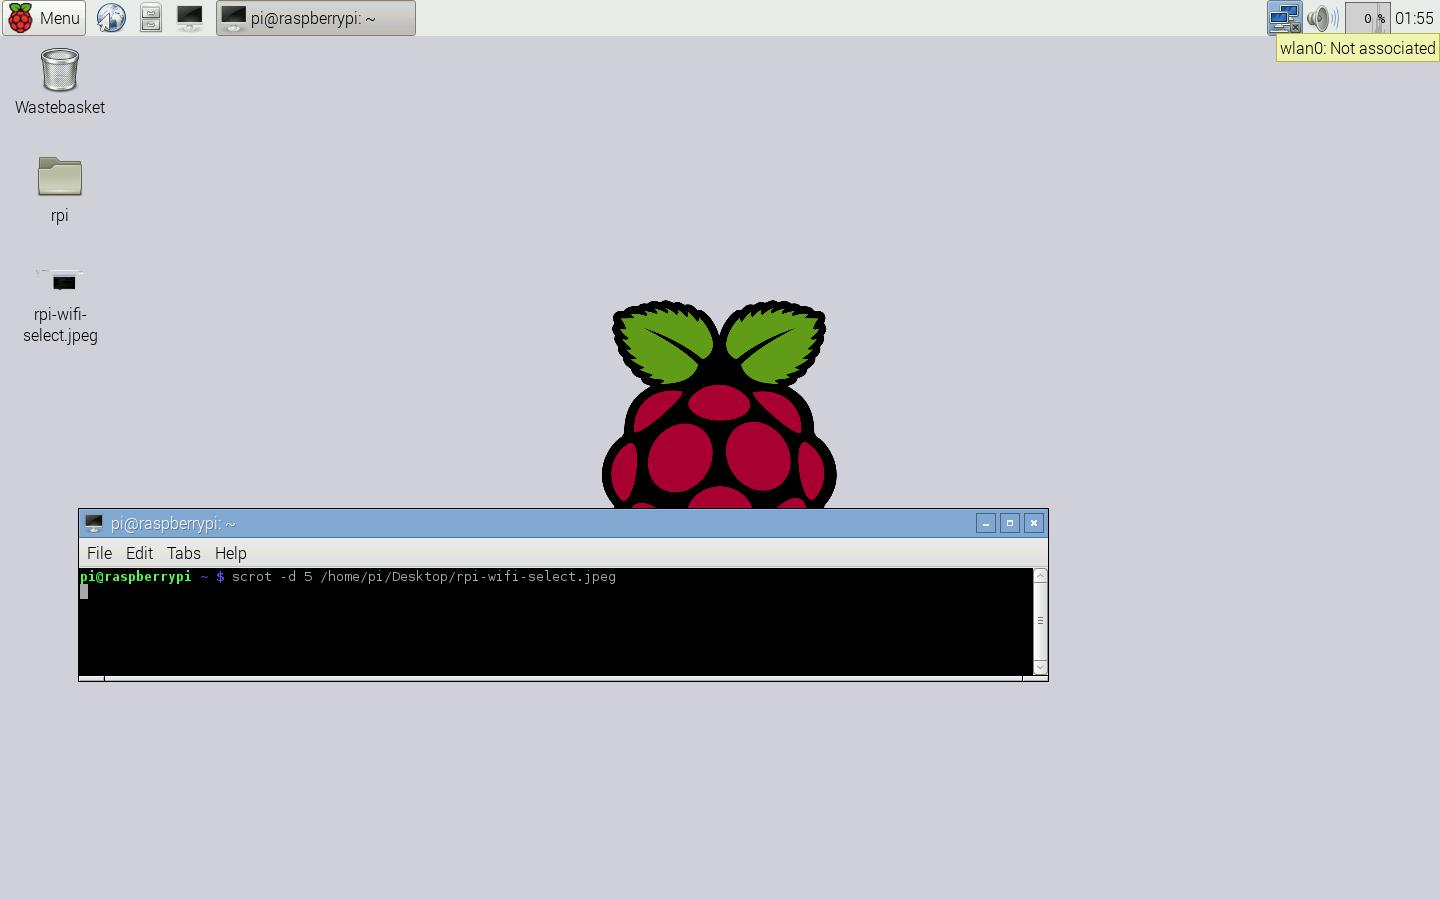 Menu
pi@raspberrypi: ~
0 %
01:55
wlan0: Not associated
Wastebasket
rpi
rpi-wifi-
select.jpeg
pi@raspberrypi: ~
File Edit Tabs Help
pi@raspberrypi ~ $ scrot -d 5 /home/pi/Desktop/rpi-wifi-select.jpeg